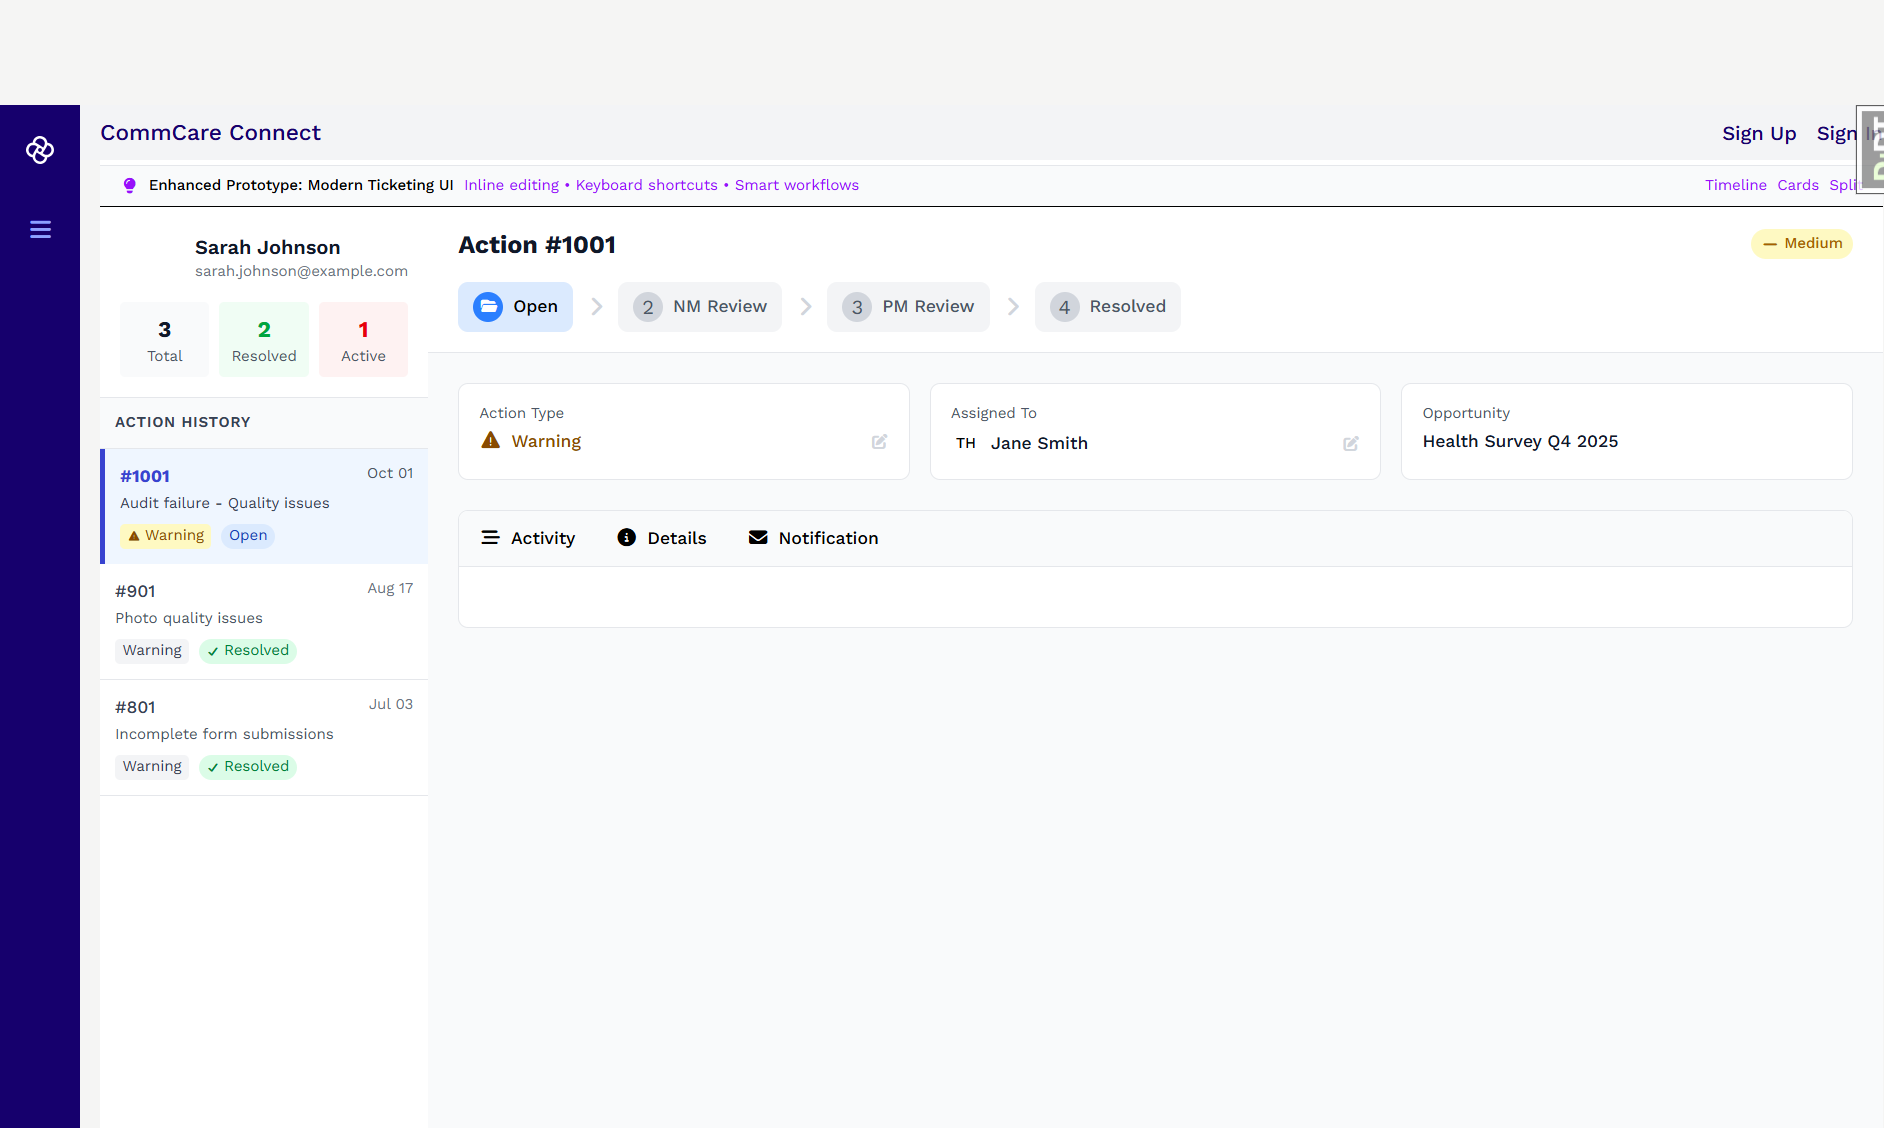 CommCare Connect
Sign Up Sign In
Enhanced Prototype: Modern Ticketing UI Inline editing • Keyboard shortcuts • Smart workflows
Timeline Cards
Sarah Johnson
sarah.johnson@example.com
3 Total
2 Resolved
1 Active
ACTION HISTORY
#1001 Oct 01
Audit failure - Quality issues
Warning Open
#901 Aug 17
Photo quality issues
Warning Resolved
#801 Jul 03
Incomplete form submissions
Warning Resolved
Action #1001
Medium
Open
2 NM Review
3 PM Review
4 Resolved
Action Type
Warning
Assigned To
TH Jane Smith
Opportunity
Health Survey Q4 2025
Activity Details Notification